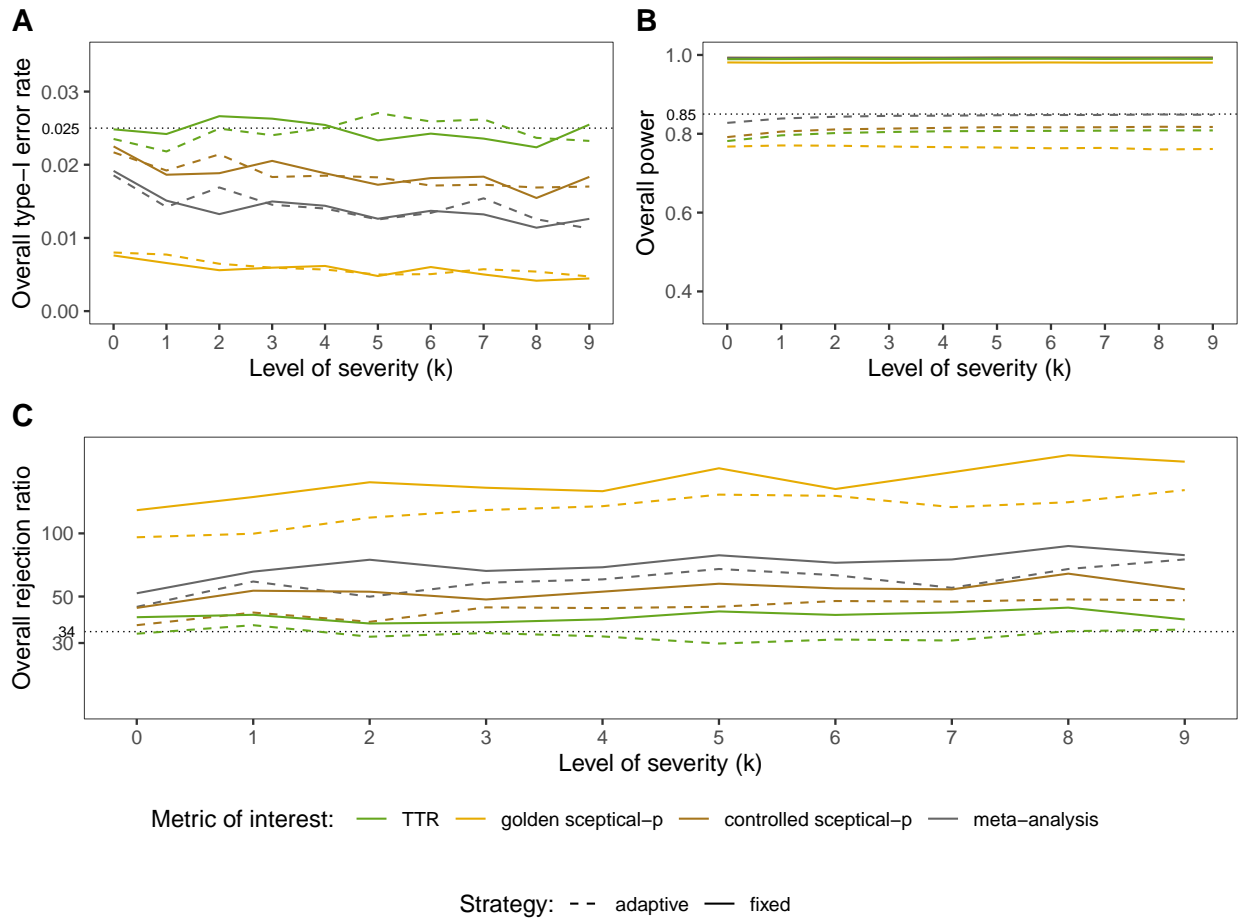 A
Overall type−I error rate
0.03
0.025
0.02
0.01
0.00
0 1 2 3 4 5 6 7 8 9
Level of severity (k)
B
Overall power
1.0
0.85
0.8
0.6
0.4
0 1 2 3 4 5 6 7 8 9
Level of severity (k)
C
Overall rejection ratio
100
50
34
30
0 1 2 3 4 5 6 7 8 9
Level of severity (k)
Metric of interest: TTR golden sceptical−p controlled sceptical−p meta−analysis
Strategy: adaptive fixed